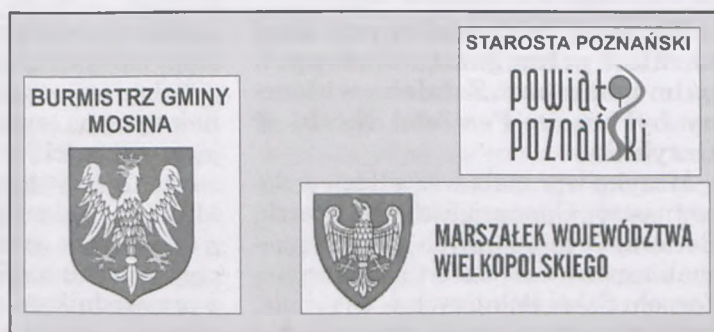 BURMISTRZ GMINY
MOSINA
STAROSTA POZNAŃSKI
powiat
poznański
MARSZAŁEK WOJEWÓDZTWA
WIELKOPOLSKIEGO